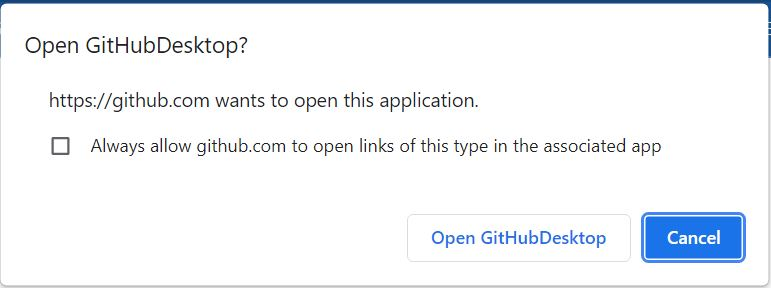 Open GitHubDesktop?
https://github.com wants to open this application.
Always allow github.com to open links of this type in the associated app
Open GitHubDesktop
Cancel